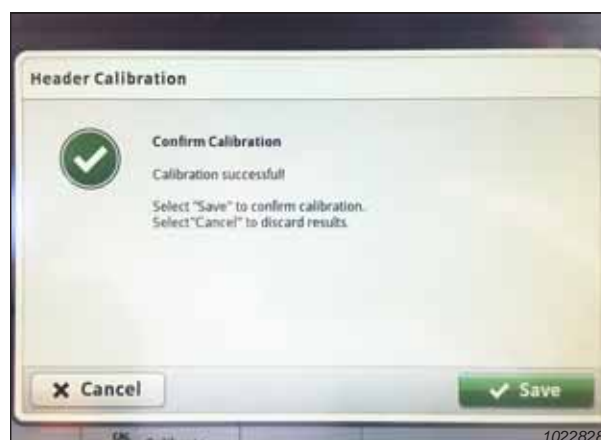 Header Calibration
Confirm Calibration
Calibration successful!
Select "Save" to confirm calibration.
Select "Cancel" to discard results.
Cancel
Save
1022828